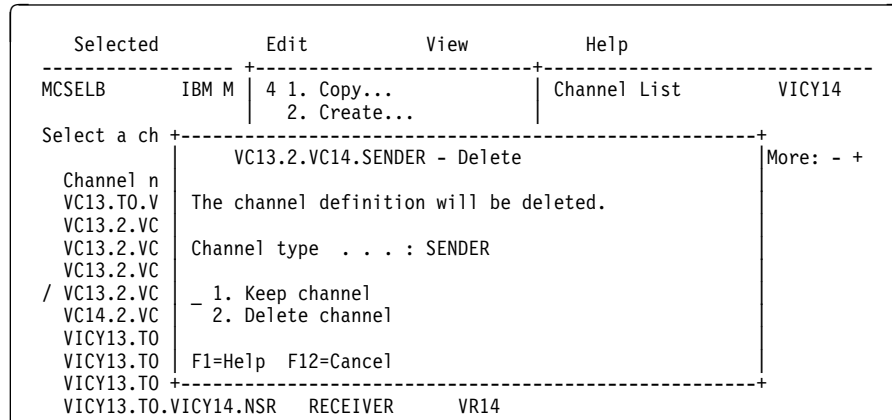 Selected Edit View Help
------------------- +---------------------------+-------------------------------
MCSELB IBM M | 4 1. Copy... | Channel List VICY14
| 2. Create... |
Select a ch +--------------------------------------------------------+
| VC13.2.VC14.SENDER - Delete |More: - +
Channel n | |
VC13.TO.V | The channel definition will be deleted. |
VC13.2.VC | |
VC13.2.VC | Channel type . . . : SENDER |
VC13.2.VC | |
/ VC13.2.VC | _ 1. Keep channel |
VC14.2.VC | 2. Delete channel |
VICY13.TO | |
VICY13.TO | F1=Help F12=Cancel |
VICY13.TO +--------------------------------------------------------+
VICY13.TO.VICY14.NSR RECEIVER VR14